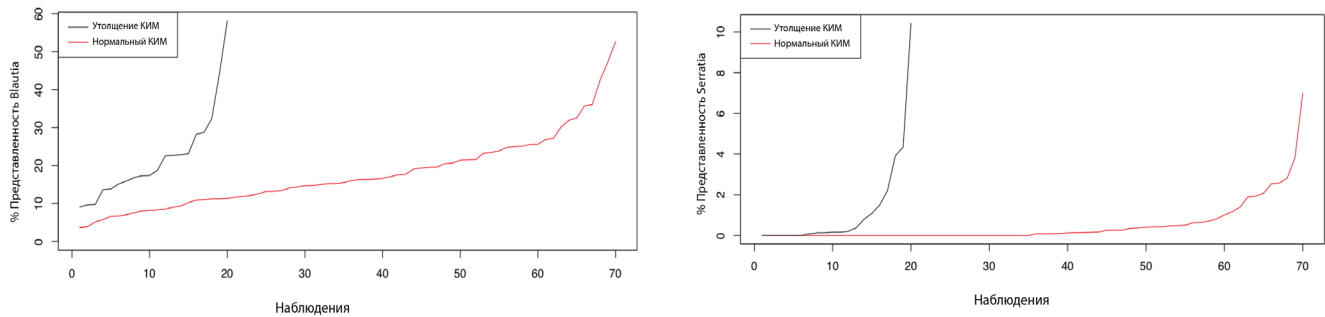 % Представленность Blautia
60
50
40
30
20
10
0
Утолщение КИМ
Нормальный КИМ
0 10 20 30 40 50 60 70
Наблюдения
% Представленность Serratia
10
8
6
4
2
0
Утолщение КИМ
Нормальный КИМ
0 10 20 30 40 50 60 70
Наблюдения